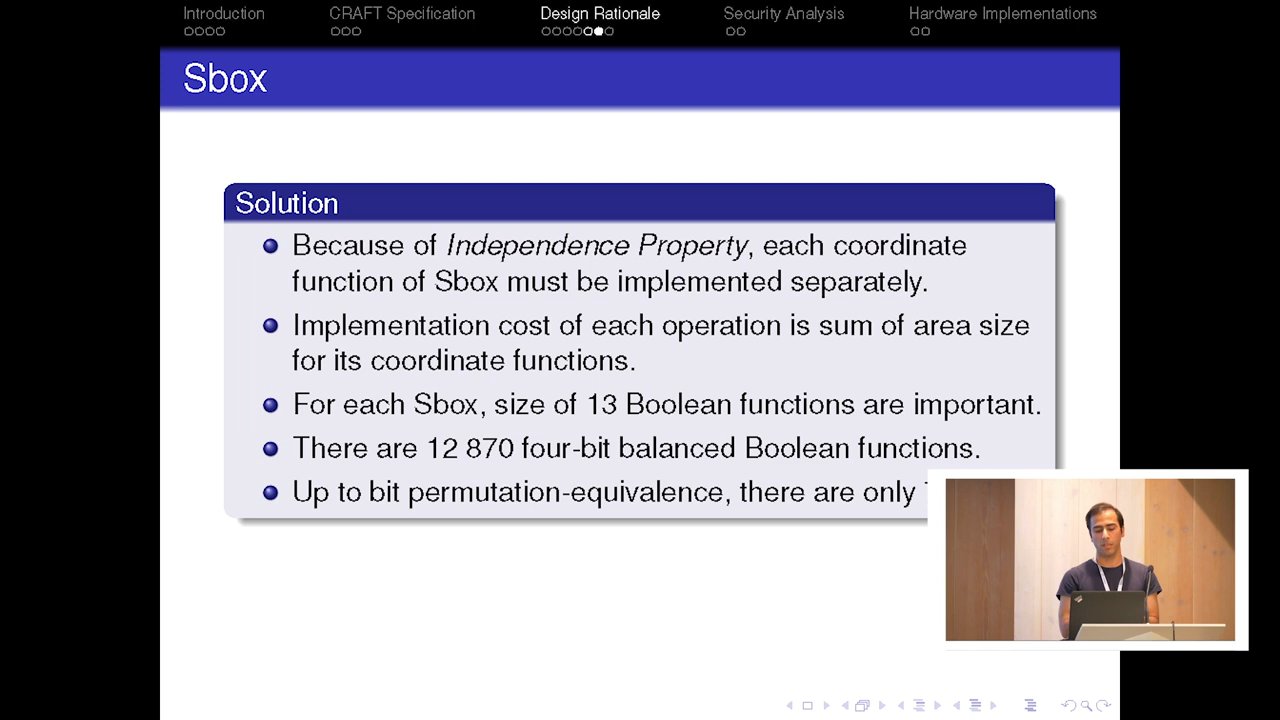 Introduction CRAFT Specification Design Rationale Security Analysis Hardware Implementations
Sbox
Solution
Because of Independence Property, each coordinate
function of Sbox must be implemented separately.
Implementation cost of each operation is sum of area size
for its coordinate functions.
For each Sbox, size of 13 Boolean functions are important.
There are 12 870 four-bit balanced Boolean functions.
Up to bit permutation-equivalence, there are only